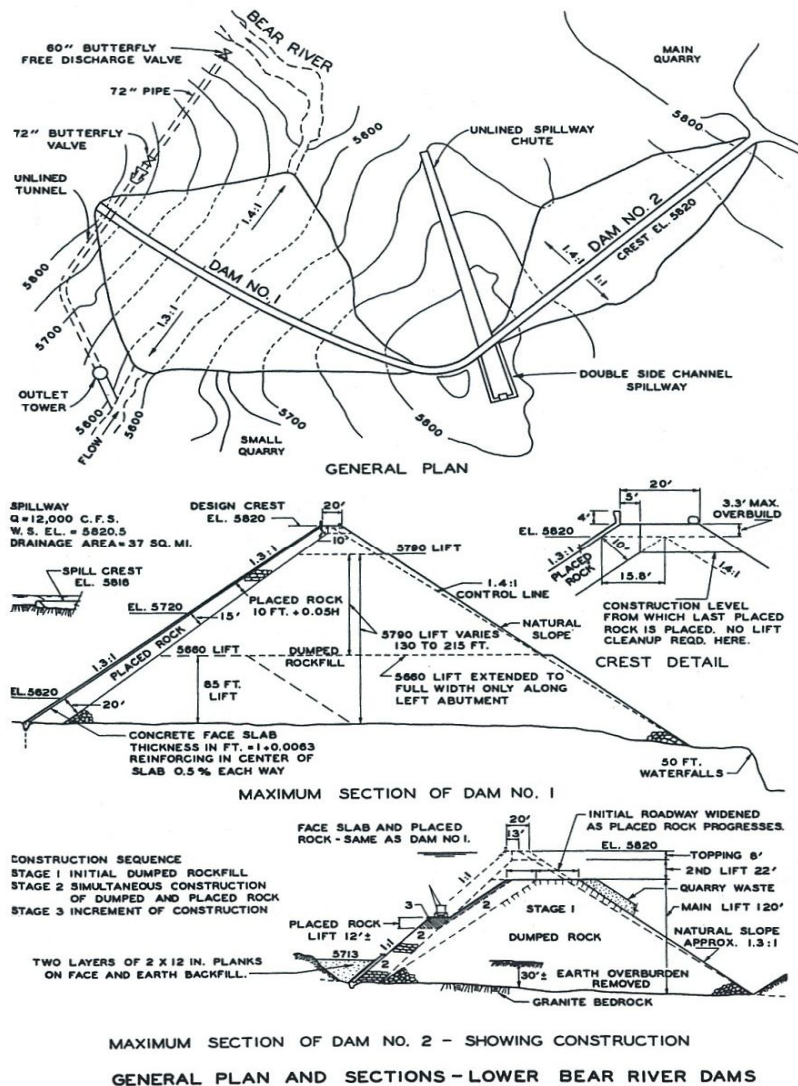 BEAR RIVER
60" BUTTERFLY
FREE DISCHARGE VALVE
72" PIPE
72" BUTTERFLY
VALVE
UNLINED
TUNNEL
5800
5700
OUTLET
TOWER
5600
FLOW
5600
5600
1.4:1
DAM NO. 1
1.3:1
5700
SMALL
QUARRY
5600
MAIN
QUARRY
5800
UNLINED SPILLWAY
CHUTE
DAM NO. 2
CREST EL. 5820
1.4:1
1:1
DOUBLE SIDE CHANNEL
SPILLWAY
GENERAL PLAN
SPILLWAY
Q=12,000 C.F.S.
W. S. EL. = 5820.5
DRAINAGE AREA = 37 SQ. MI.
SPILL CREST
EL. 5816
DESIGN CREST
EL. 5820
20'
10'
5790 LIFT
1.3:1
1.4:1
CONTROL LINE
EL. 5720
15'
PLACED ROCK
10 FT. + 0.05H
NATURAL
SLOPE
1.3:1
PLACED ROCK
5790 LIFT VARIES
130 TO 215 FT.
5660 LIFT
DUMPED
ROCKFILL
5660 LIFT EXTENDED TO
FULL WIDTH ONLY ALONG
LEFT ABUTMENT
EL. 5620
20'
85 FT.
LIFT
CONCRETE FACE SLAB
THICKNESS IN FT. = 1+0.0063
REINFORCING IN CENTER OF
SLAB 0.5 % EACH WAY
50 FT.
WATERFALLS
MAXIMUM SECTION OF DAM NO. 1
20'
5'
4'
3.3' MAX.
OVERBUILD
EL. 5820
1.3:1
PLACED
ROCK
10'
15.8'
1.4:1
CONSTRUCTION LEVEL
FROM WHICH LAST PLACED
ROCK IS PLACED. NO LIFT
CLEANUP REQD. HERE.
CREST DETAIL
CONSTRUCTION SEQUENCE
STAGE 1 INITIAL DUMPED ROCKFILL
STAGE 2 SIMULTANEOUS CONSTRUCTION
OF DUMPED AND PLACED ROCK
STAGE 3 INCREMENT OF CONSTRUCTION
FACE SLAB AND PLACED
ROCK - SAME AS DAM NO 1.
20'
13'
INITIAL ROADWAY WIDENED
AS PLACED ROCK PROGRESSES.
EL. 5820
TOPPING 8'
2ND LIFT 22'
QUARRY WASTE
MAIN LIFT 120'
NATURAL SLOPE
APPROX. 1.3:1
1:1
3
2
2
STAGE 1
DUMPED ROCK
PLACED ROCK
LIFT 12'±
1:1
2
2
TWO LAYERS OF 2 X 12 IN. PLANKS
ON FACE AND EARTH BACKFILL.
5713
30'± EARTH OVERBURDEN
REMOVED
GRANITE BEDROCK
MAXIMUM SECTION OF DAM NO. 2 - SHOWING CONSTRUCTION
GENERAL PLAN AND SECTIONS - LOWER BEAR RIVER DAMS